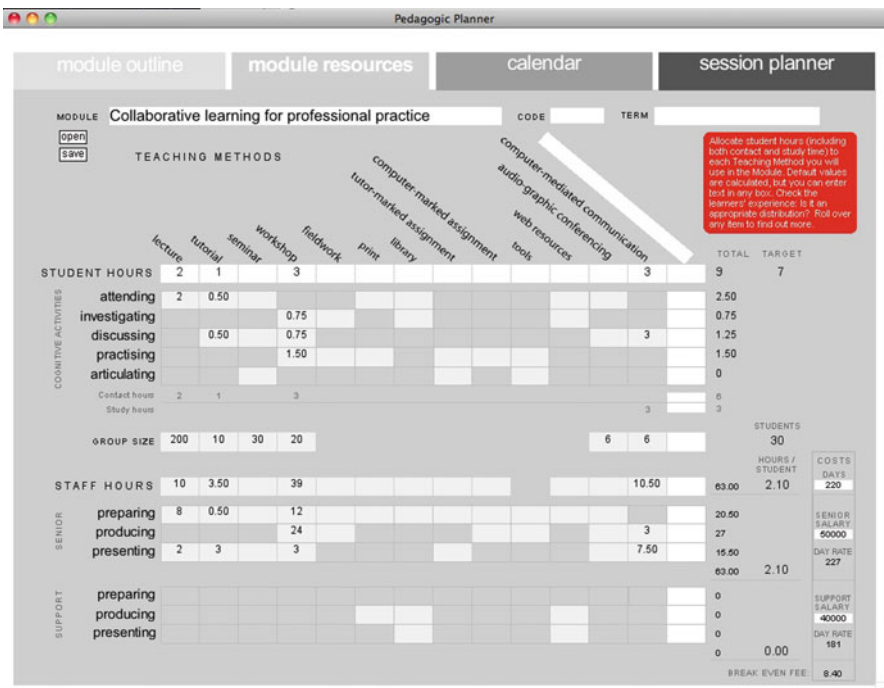 Pedagogic Planner
module outline module resources calendar session planner
MODULE Collaborative learning for professional practice CODE TERM
open
save
TEACHING METHODS
Allocate student hours (including
both contact and study time) to
each Teaching Method you will
use in the Module. Default values
are calculated, but you can enter
text in any box. Check the
learners' experience: Is it an
appropriate distribution? Roll over
any item to find out more.
lecture tutorial seminar workshop fieldwork print library tutor-marked assignment computer-marked assignment tools web resources audio-graphic conferencing computer-mediated communication
TOTAL TARGET
STUDENT HOURS 2 1 3 3 9 7
COGNITIVE ACTIVITIES
attending 2 0.50 2.50
investigating 0.75 0.75
discussing 0.50 0.75 3 1.25
practising 1.50 1.50
articulating 0
Contact hours 2 1 3 6
Study hours 3 3
STUDENTS
GROUP SIZE 200 10 30 20 6 6 30
HOURS / STUDENT COSTS
DAYS
STAFF HOURS 10 3.50 39 10.50 63.00 2.10 220
SENIOR
preparing 8 0.50 12 20.50
SENIOR SALARY
producing 24 3 27 50000
presenting 2 3 3 7.50 15.50 DAY RATE
227
63.00 2.10
SUPPORT
preparing 0
SUPPORT SALARY
producing 0 40000
presenting 0 DAY RATE
181
0 0.00
BREAK EVEN FEE: 8.40